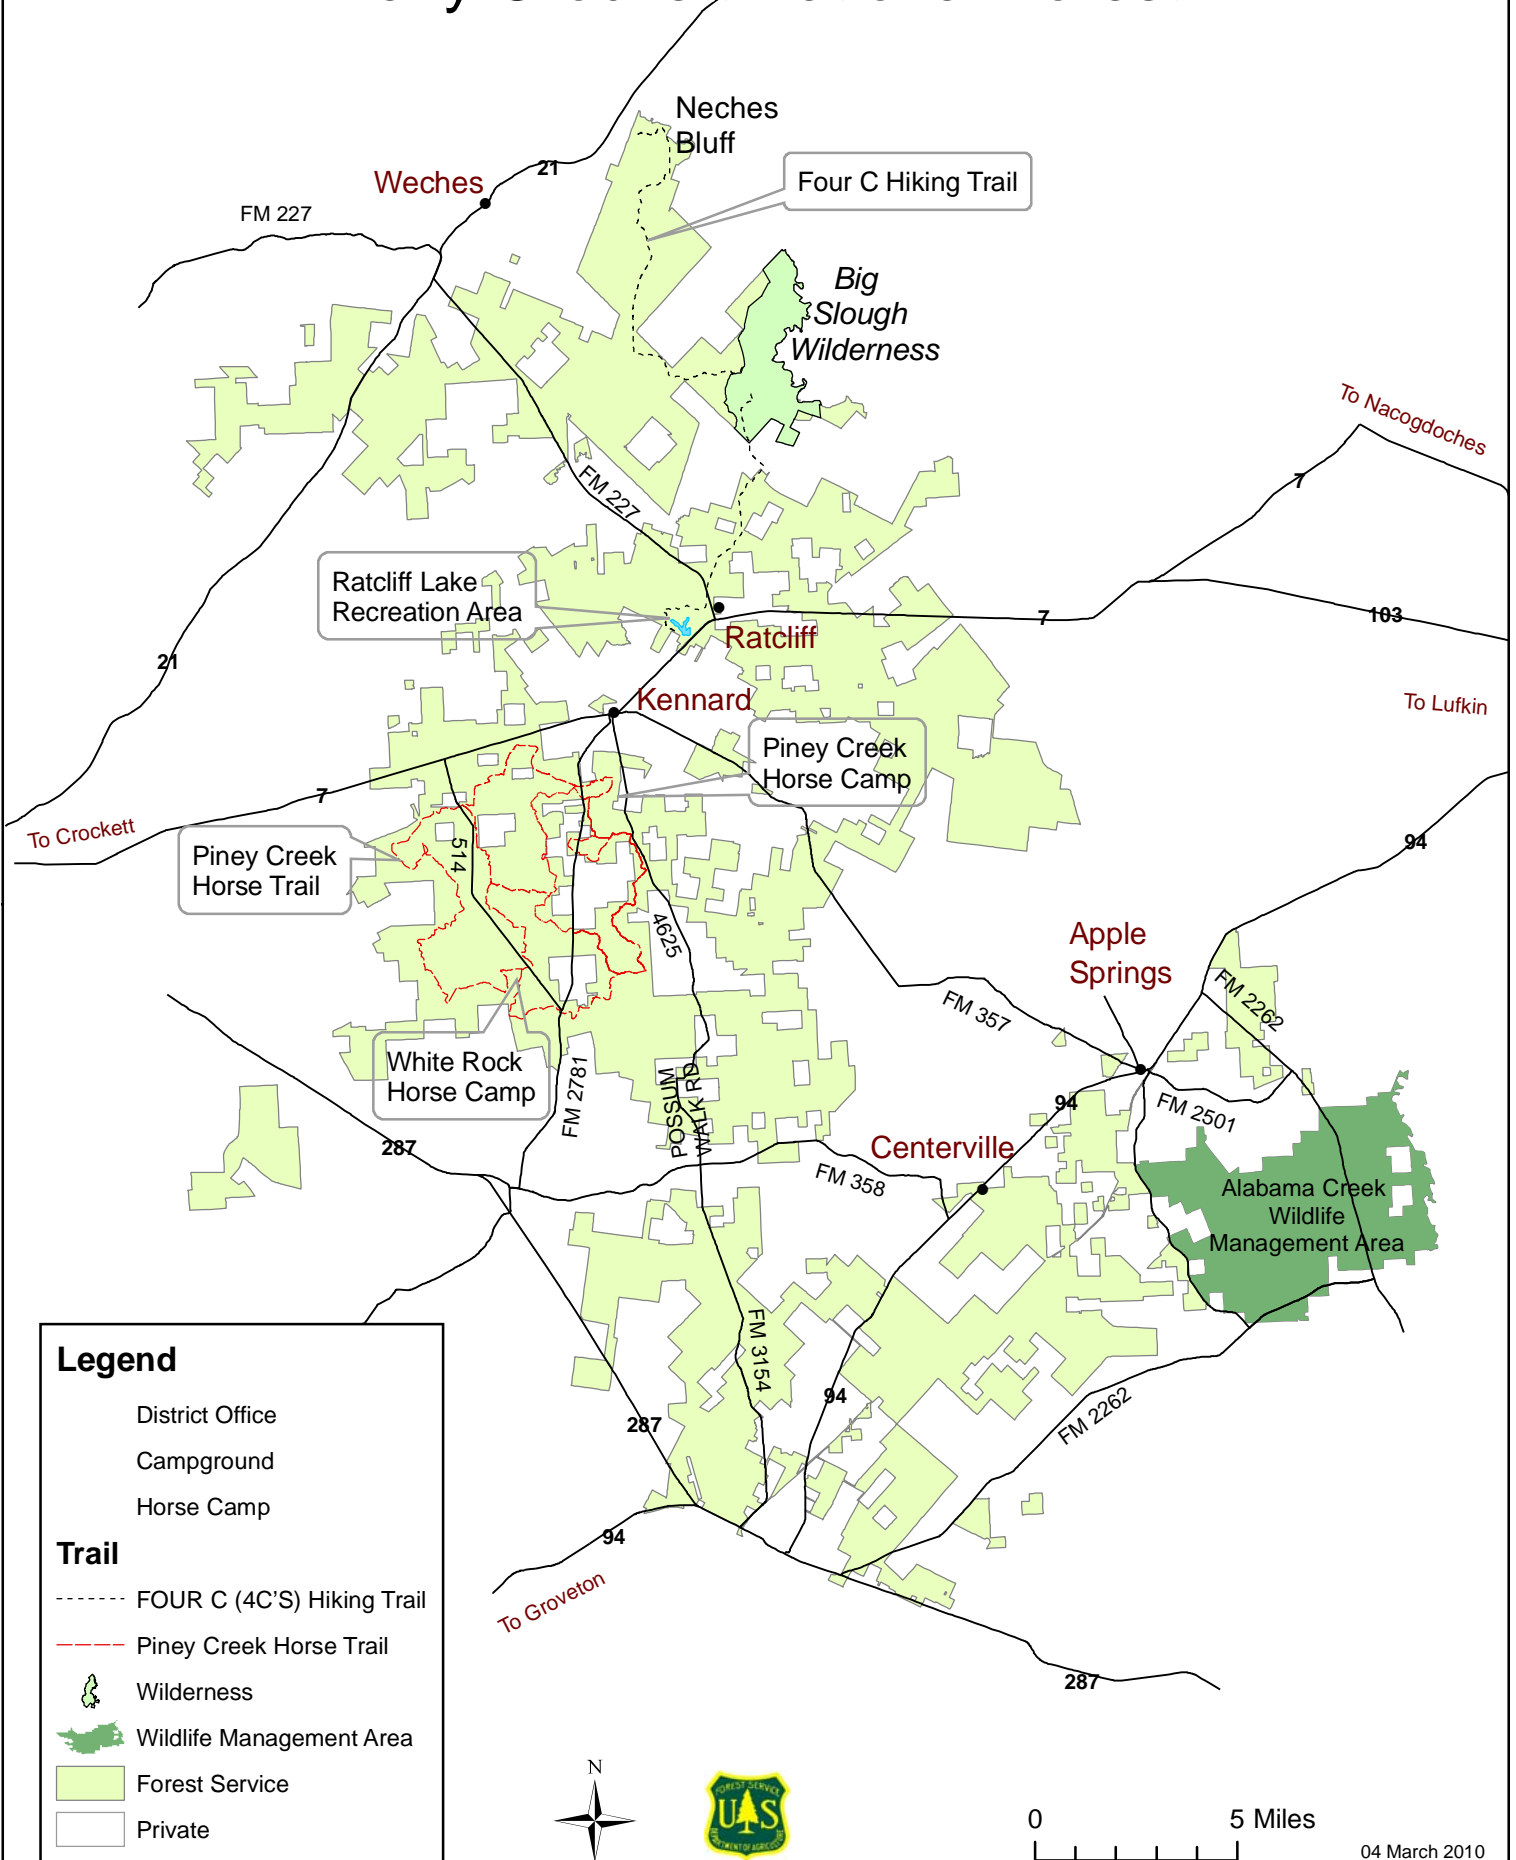 Neches
Bluff
21
Weches
Four C Hiking Trail
FM 227
Big
Slough
Wilderness
To Nacogdoches
7
FM 227
Ratcliff Lake
Recreation Area
7
103
Ratcliff
21
Kennard
To Lufkin
Piney Creek
Horse Camp
7
To Crockett
94
514
Piney Creek
Horse Trail
4625
Apple
Springs
FM 2262
FM 357
White Rock
Horse Camp
FM 2781
POSSUM
WALK RD
94
FM 2501
287
Centerville
FM 358
Alabama Creek
Wildlife
Management Area
FM 3154
94
FM 2262
287
94
To Groveton
287
Legend
District Office
Campground
Horse Camp
Trail
FOUR C (4C'S) Hiking Trail
Piney Creek Horse Trail
Wilderness
Wildlife Management Area
Forest Service
Private
N
FOREST SERVICE
U S
DEPARTMENT OF AGRICULTURE
0
5 Miles
04 March 2010